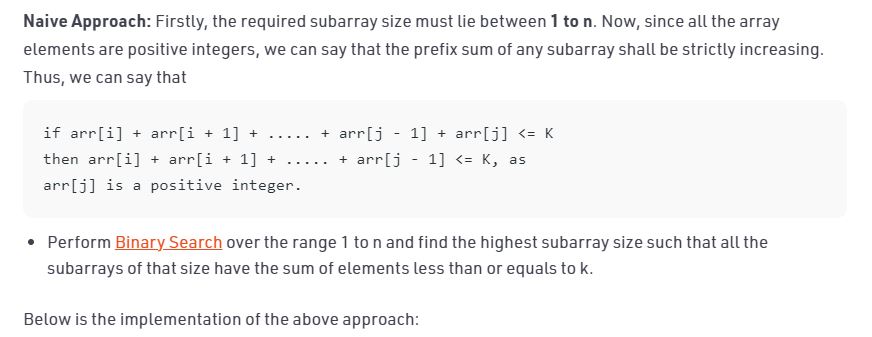 Naive Approach: Firstly, the required subarray size must lie between 1 to n. Now, since all the array
elements are positive integers, we can say that the prefix sum of any subarray shall be strictly increasing.
Thus, we can say that
if arr[i] + arr[i + 1] + ..... + arr[j - 1] + arr[j] <= K
then arr[i] + arr[i + 1] + ..... + arr[j - 1] <= K, as
arr[j] is a positive integer.
• Perform Binary Search over the range 1 to n and find the highest subarray size such that all the
subarrays of that size have the sum of elements less than or equals to k.
Below is the implementation of the above approach: